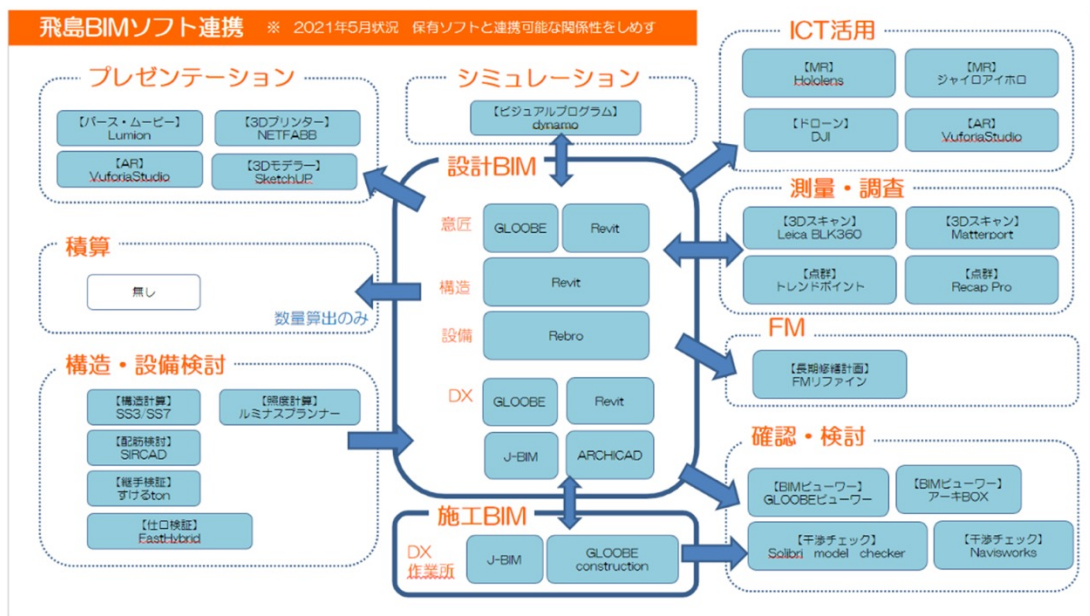 飛島BIMソフト連携 ※ 2021年5月状況 保有ソフトと連携可能な関係性をしめす
プレゼンテーション
【パース・ムービー】
Lumion
【3Dプリンター】
NETFABB
【AR】
VuforiaStudio
【3Dモデラー】
SketchUP
シミュレーション
【ビジュアルプログラム】
dynamo
ICT活用
【MR】
Hololens
【MR】
ジャイロアイホロ
【ドローン】
DJI
【AR】
VuforiaStudio
積算
無し
数量算出のみ
設計BIM
意匠
GLOOBE
Revit
構造
Revit
設備
Rebro
DX
GLOOBE
Revit
J-BIM
ARCHICAD
測量・調査
【3Dスキャン】
Leica BLK360
【3Dスキャン】
Matterport
【点群】
トレンドポイント
【点群】
Recap Pro
FM
【長期修繕計画】
FMリファイン
構造・設備検討
【構造計算】
SS3/SS7
【照度計算】
ルミナスプランナー
【配筋検討】
SIRCAD
【継手検証】
すけるton
【仕口検証】
FastHybrid
施工BIM
DX
作業所
J-BIM
GLOOBE
construction
確認・検討
【BIMビューワー】
GLOOBEビューワー
【BIMビューワー】
アーキBOX
【干渉チェック】
Solibri model checker
【干渉チェック】
Navisworks